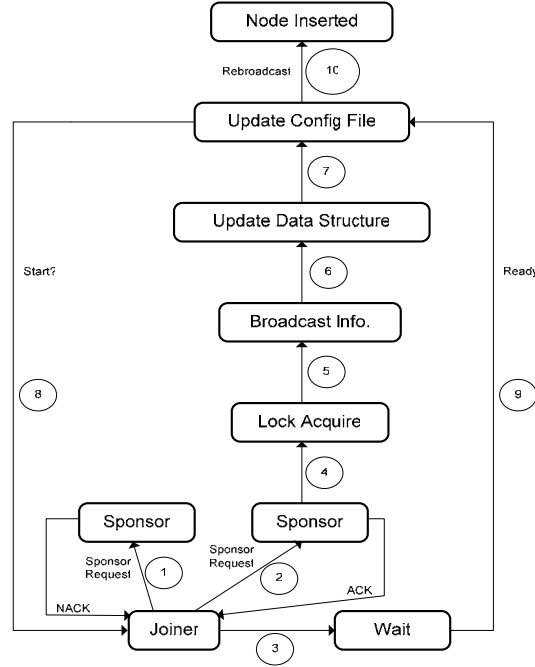 Node Inserted
Rebroadcast
10
Update Config File
7
Update Data Structure
Start?
6
Ready
Broadcast Info.
5
8
9
Lock Acquire
4
Sponsor
Sponsor
Sponsor
Request
1
Sponsor
Request
2
NACK
ACK
Joiner
3
Wait